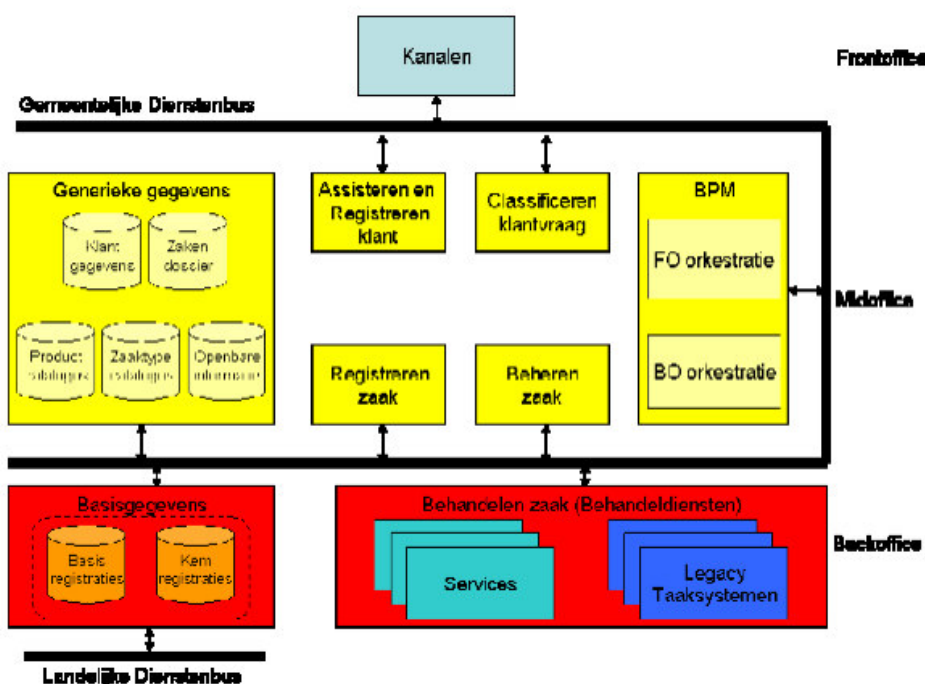 Kanalen
Frontoffice
Gemeentelijke Dienstenbus
Generieke gegevens
Klant
gegevens
Zaken
dossier
Product
catalogus
Zaaktype
catalogus
Openbare
informatie
Assisteren en
Registreren
klant
Classificeren
klantvraag
BPM
FO orkestratie
BO orkestratie
Midoffice
Registreren
zaak
Beheren
zaak
Basisgegevens
Basis
registraties
Kern
registraties
Behandelen zaak (Behandeldiensten)
Services
Legacy
Taaksystemen
Backoffice
Landelijke Dienstenbus